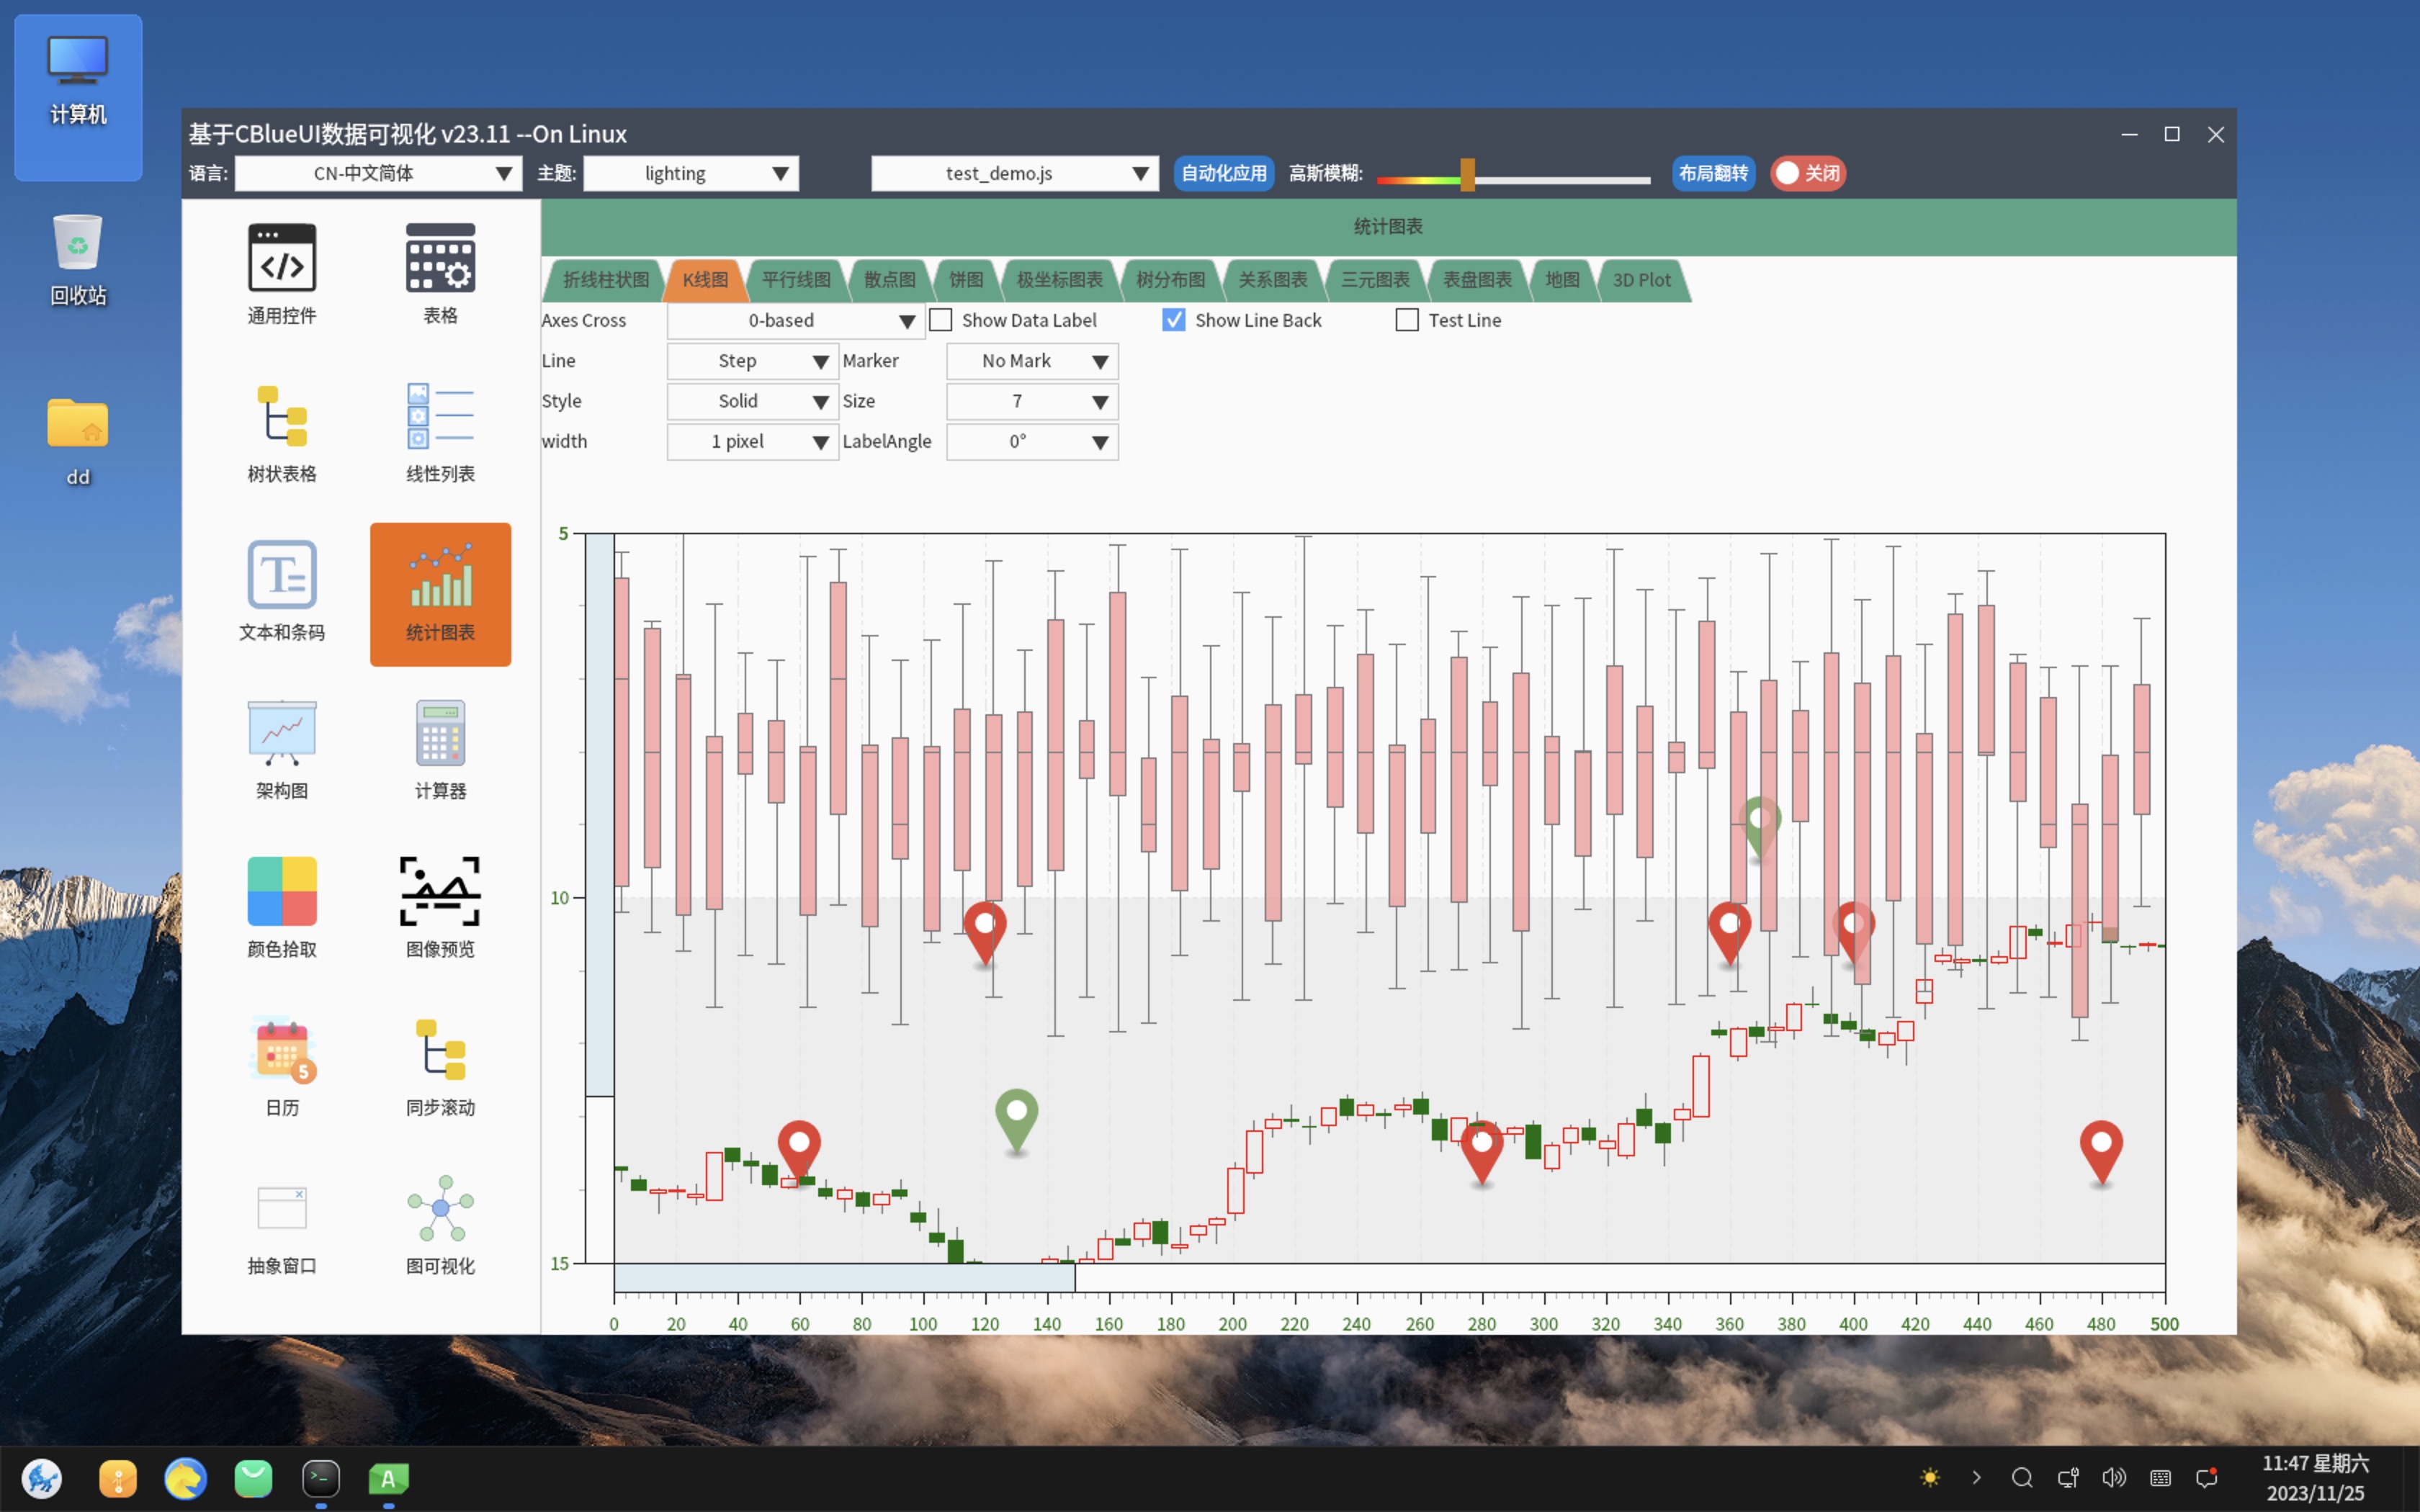 计算机
回收站
dd
基于CBlueUI数据可视化 v23.11 --On Linux
语言: CN-中文简体 主题: lighting test_demo.js 自动化应用 高斯模糊: 布局翻转 关闭
通用控件 表格
树状表格 线性列表
文本和条码 统计图表
架构图 计算器
颜色拾取 图像预览
5
日历 同步滚动
抽象窗口 图可视化
统计图表
折线柱状图 K线图 平行线图 散点图 饼图 极坐标图表 树分布图 关系图表 三元图表 表盘图表 地图 3D Plot
Axes Cross 0-based Show Data Label Show Line Back Test Line
Line Step Marker No Mark
Style Solid Size 7
width 1 pixel LabelAngle 0°
5
10
15
0 20 40 60 80 100 120 140 160 180 200 220 240 260 280 300 320 340 360 380 400 420 440 460 480 500
A
11:47 星期六
2023/11/25